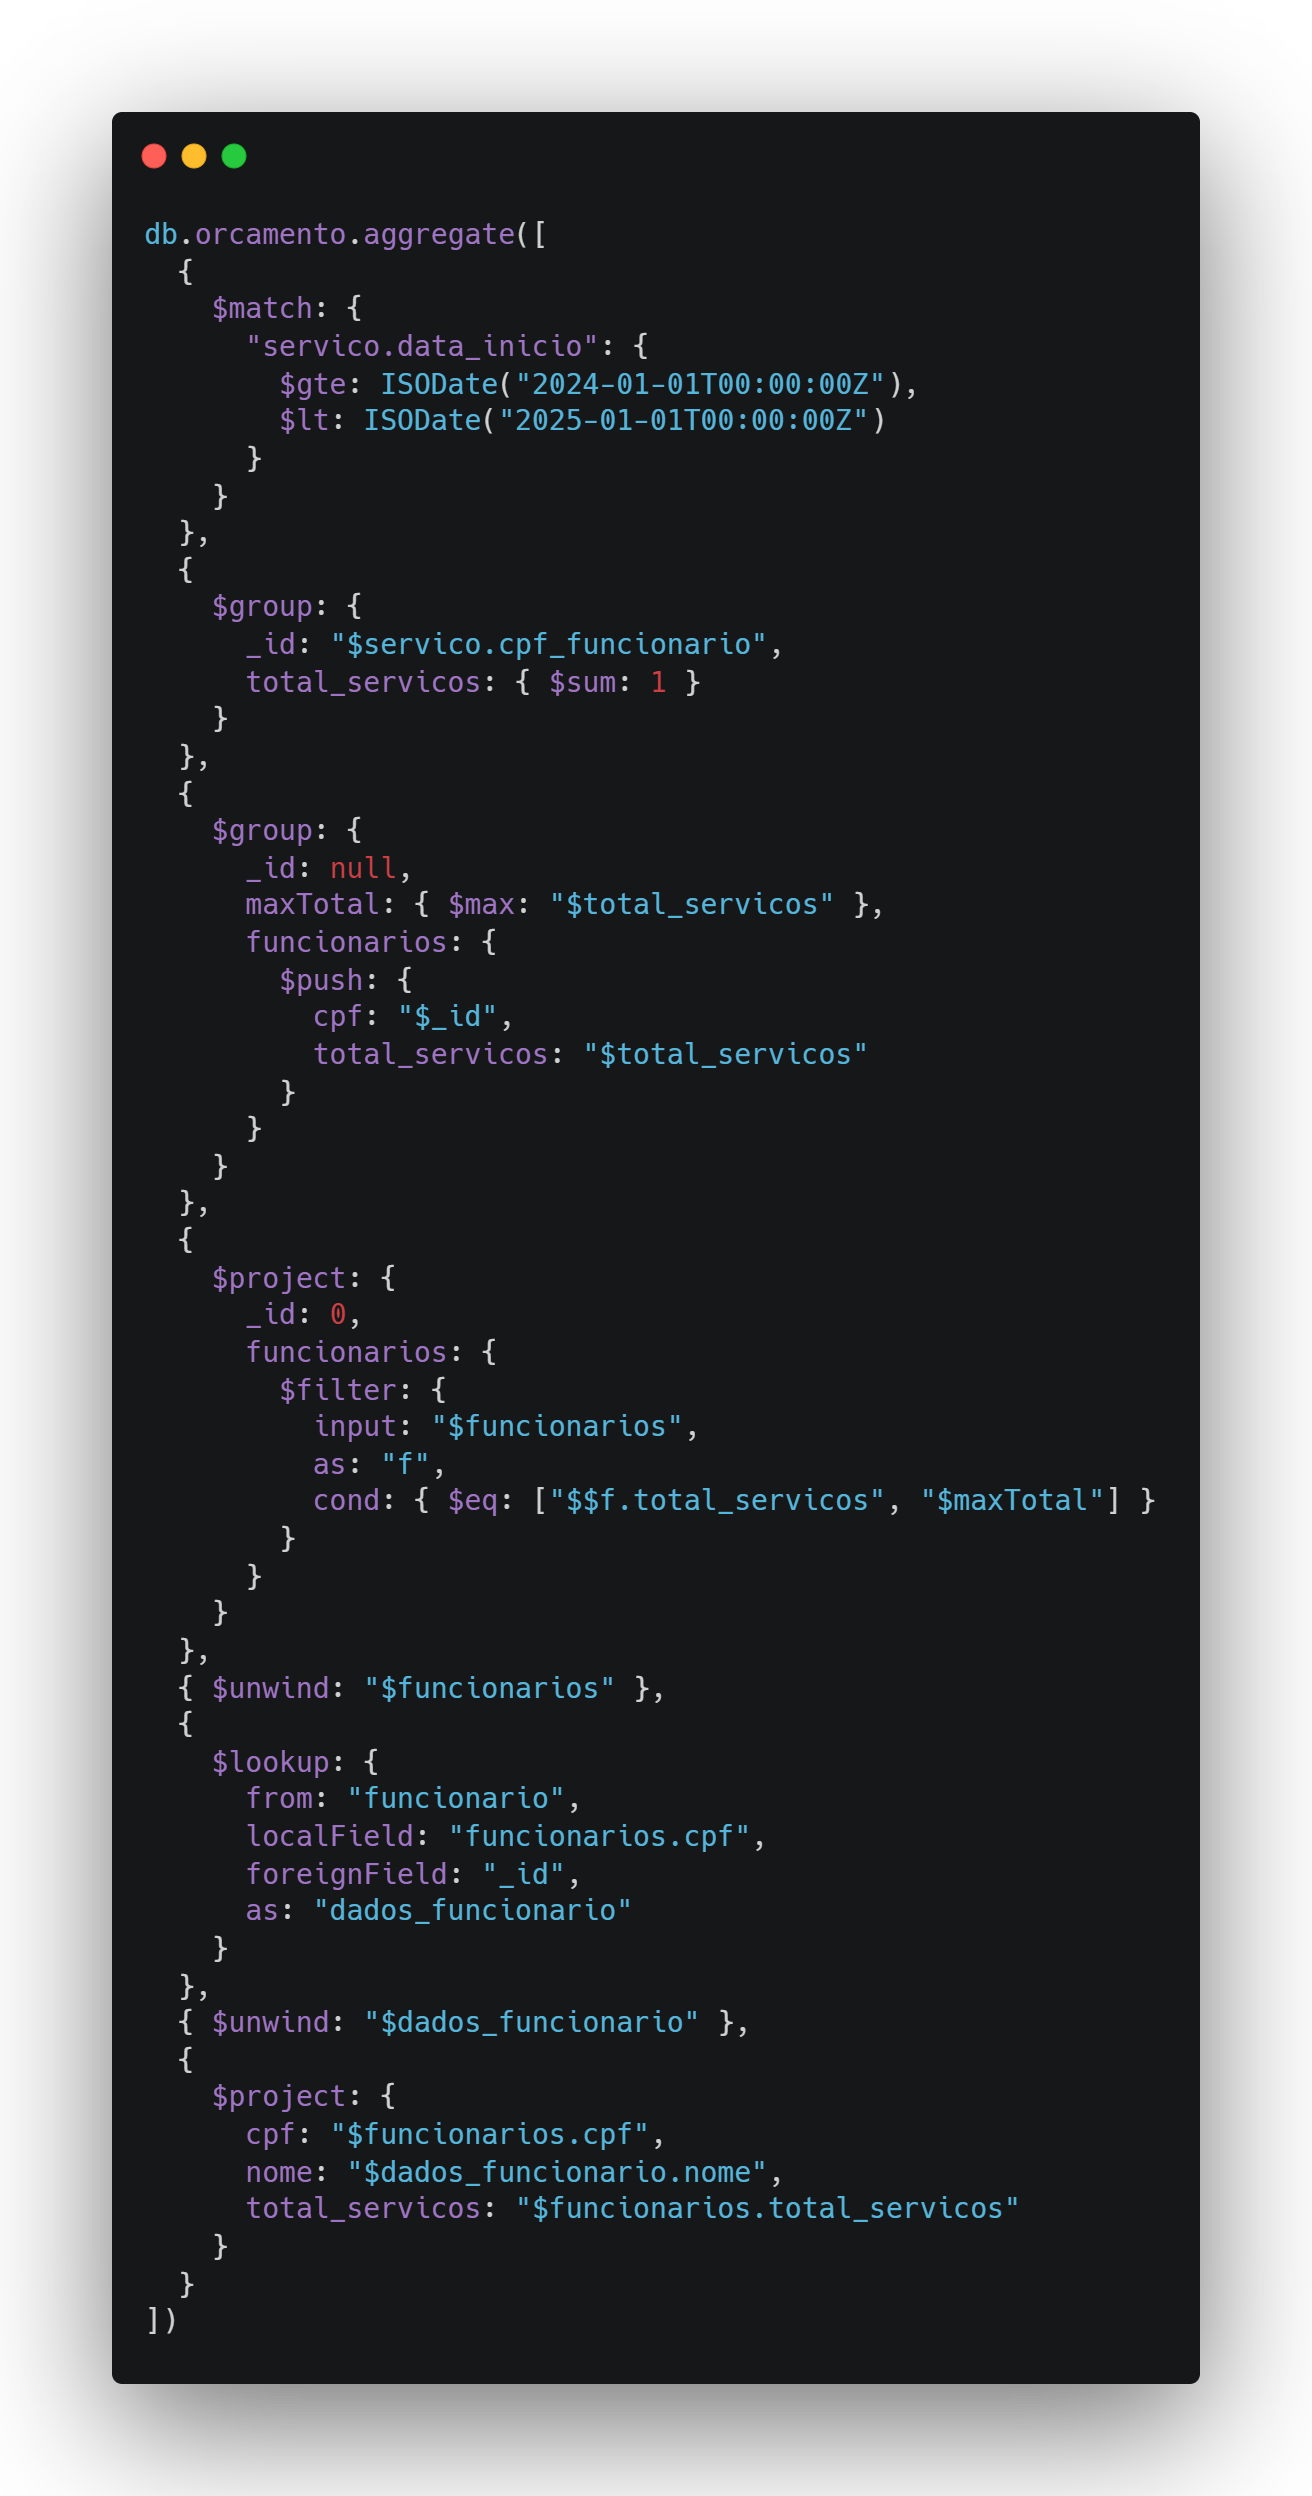 db.orcamento.aggregate([
  {
    $match: {
      "servico.data_inicio": {
        $gte: ISODate("2024-01-01T00:00:00Z"),
        $lt: ISODate("2025-01-01T00:00:00Z")
      }
    }
  },
  {
    $group: {
      _id: "$servico.cpf_funcionario",
      total_servicos: { $sum: 1 }
    }
  },
  {
    $group: {
      _id: null,
      maxTotal: { $max: "$total_servicos" },
      funcionarios: {
        $push: {
          cpf: "$_id",
          total_servicos: "$total_servicos"
        }
      }
    }
  },
  {
    $project: {
      _id: 0,
      funcionarios: {
        $filter: {
          input: "$funcionarios",
          as: "f",
          cond: { $eq: ["$$f.total_servicos", "$maxTotal"] }
        }
      }
    }
  },
  { $unwind: "$funcionarios" },
  {
    $lookup: {
      from: "funcionario",
      localField: "funcionarios.cpf",
      foreignField: "_id",
      as: "dados_funcionario"
    }
  },
  { $unwind: "$dados_funcionario" },
  {
    $project: {
      cpf: "$funcionarios.cpf",
      nome: "$dados_funcionario.nome",
      total_servicos: "$funcionarios.total_servicos"
    }
  }
])